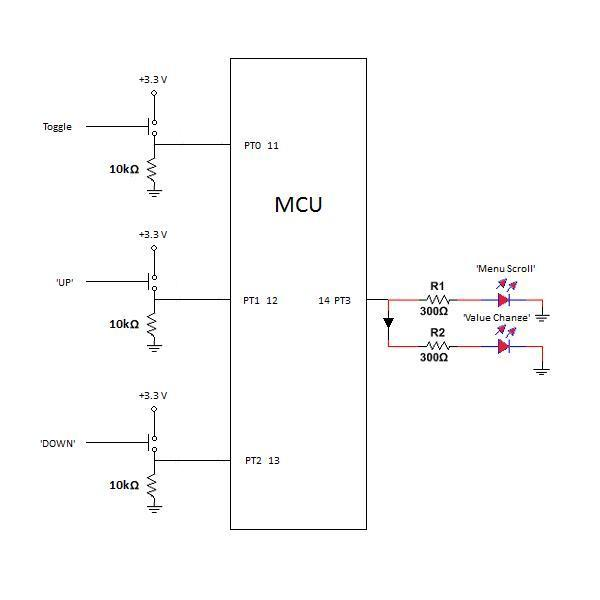 +3.3 V
Toggle
PT0 11
10kΩ
MCU
+3.3 V
'UP'
PT1 12
10kΩ
14 PT3
R1
300Ω
'Menu Scroll'
'Value Change'
R2
300Ω
+3.3 V
'DOWN'
PT2 13
10kΩ